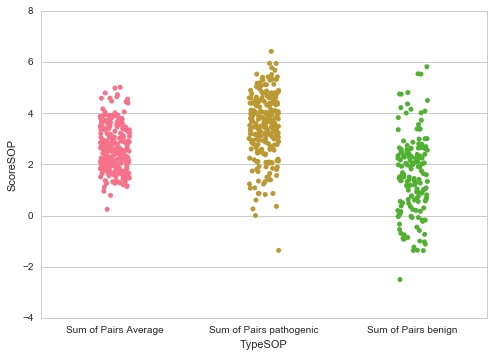 8
6
4
2
0
−2
−4
ScoreSOP
Sum of Pairs Average Sum of Pairs pathogenic Sum of Pairs benign
TypeSOP